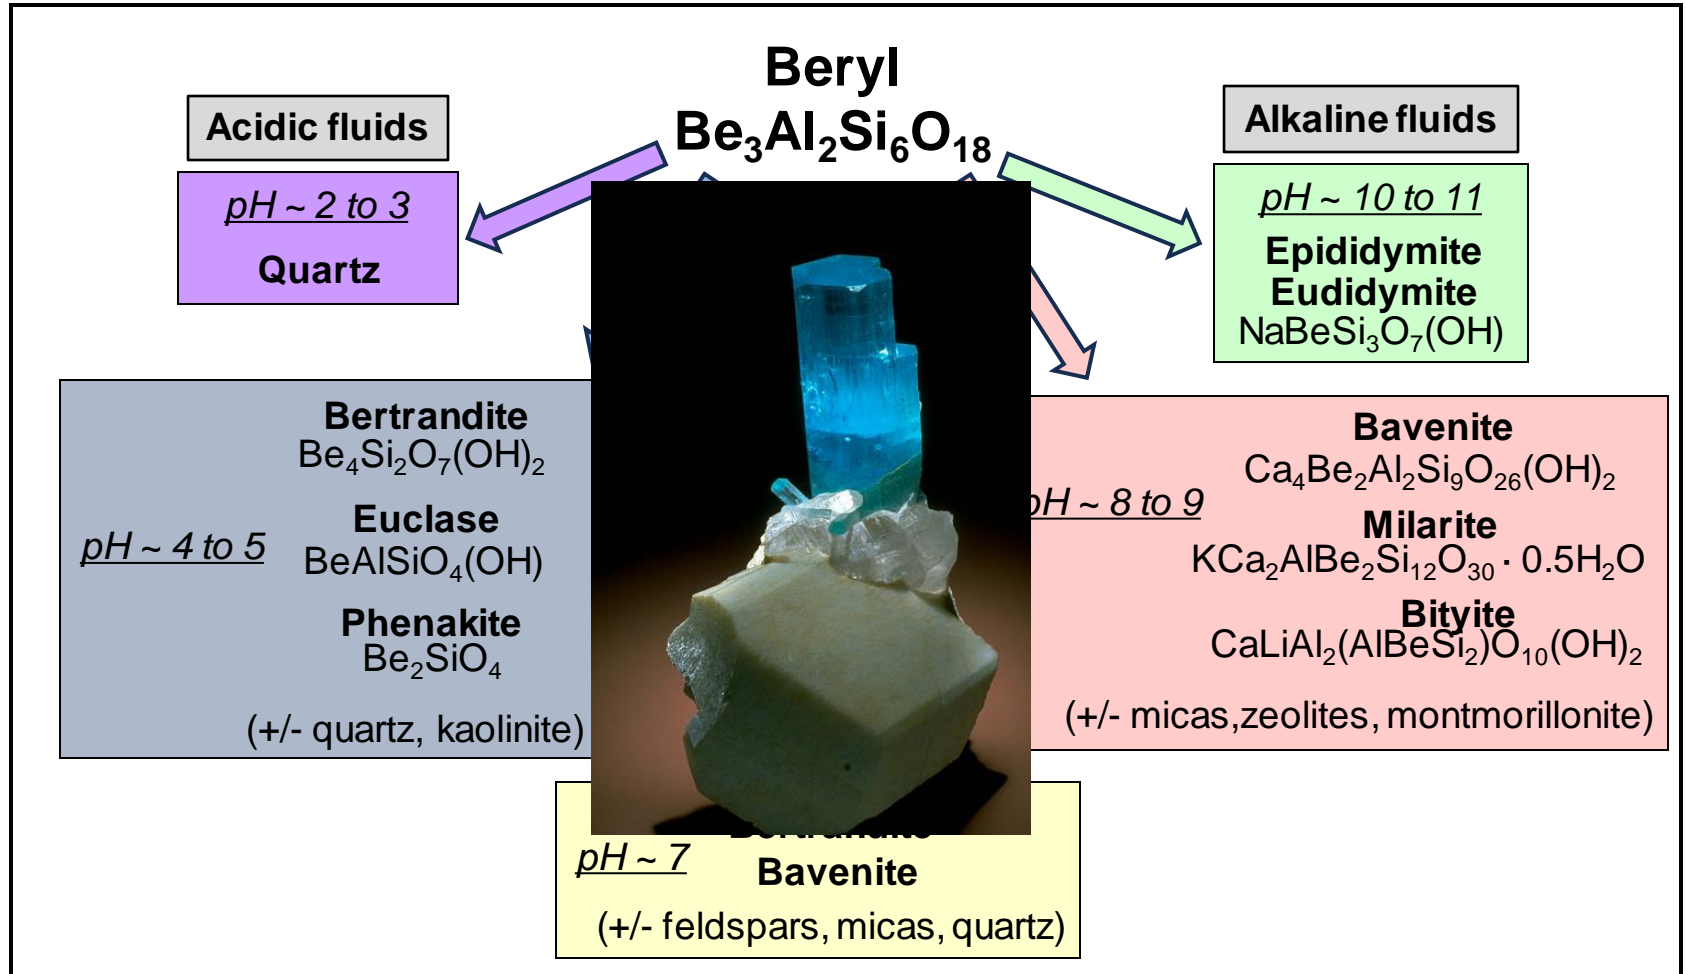 Beryl
Be₃Al₂Si₆O₁₈
Acidic fluids
pH ~ 2 to 3
Quartz
Alkaline fluids
pH ~ 10 to 11
Epididymite
Eudidymite
NaBeSi₃O₇(OH)
pH ~ 4 to 5
Bertrandite
Be₄Si₂O₇(OH)₂
Euclase
BeAlSiO₄(OH)
Phenakite
Be₂SiO₄
(+/- quartz, kaolinite)
pH ~ 8 to 9
Bavenite
Ca₄Be₂Al₂Si₉O₂₆(OH)₂
Milarite
KCa₂AlBe₂Si₁₂O₃₀ · 0.5H₂O
Bityite
CaLiAl₂(AlBeSi₂)O₁₀(OH)₂
(+/- micas,zeolites, montmorillonite)
pH ~ 7
Bavenite
(+/- feldspars, micas, quartz)